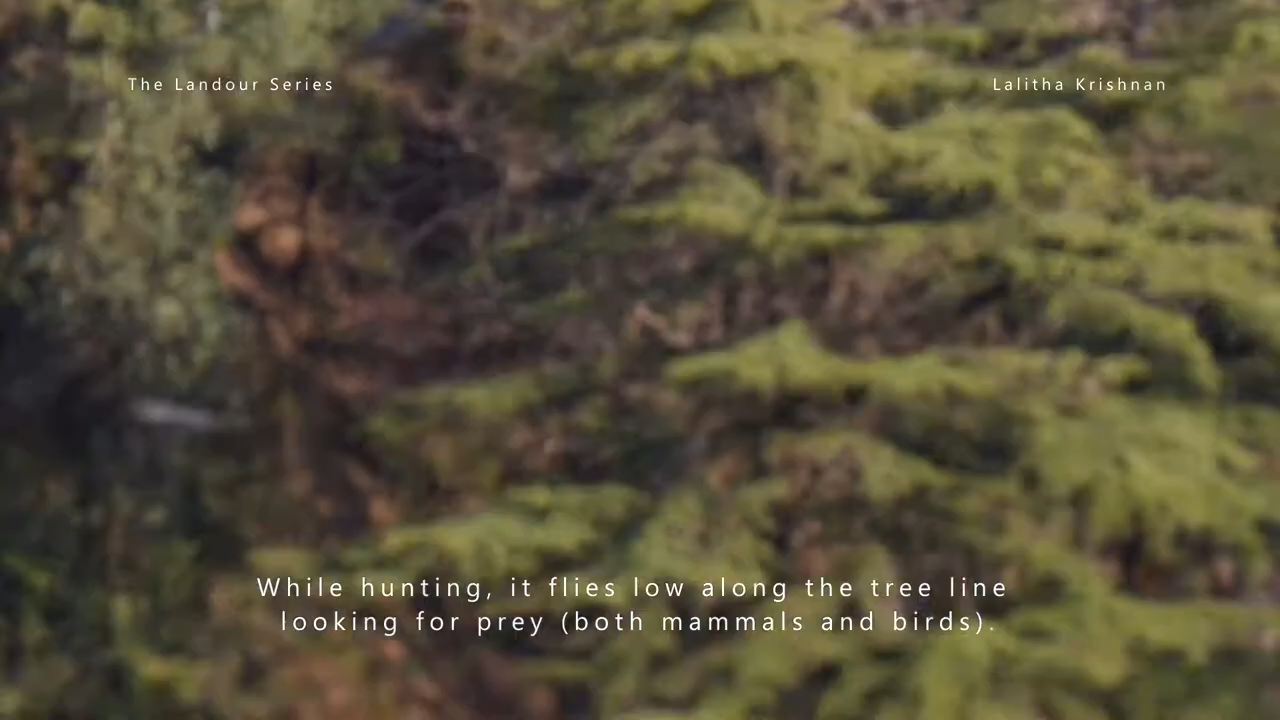 The Landour Series
Lalitha Krishnan
While hunting, it flies low along the tree line
looking for prey (both mammals and birds).